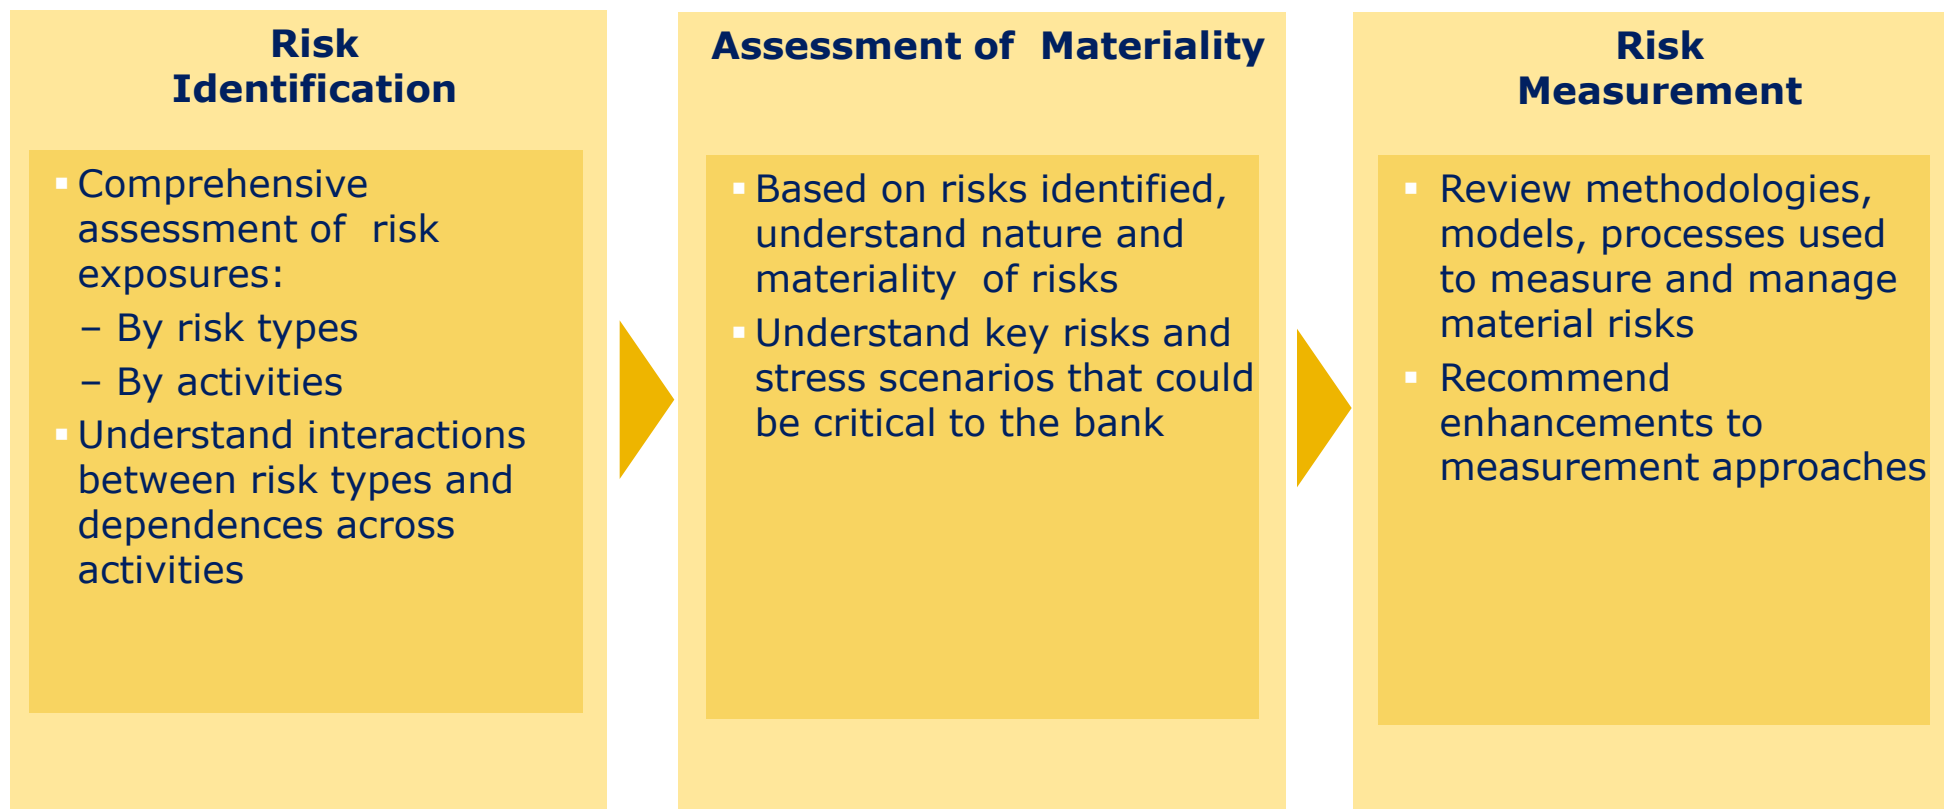 Risk
Identification
▪ Comprehensive
assessment of  risk
exposures:
– By risk types
– By activities
▪ Understand interactions
between risk types and
dependences across
activities
Assessment of  Materiality
▪ Based on risks identified,
understand nature and
materiality  of risks
▪ Understand key risks and
stress scenarios that could
be critical to the bank
Risk
Measurement
▪ Review methodologies,
models, processes used
to measure and manage
material risks
▪ Recommend
enhancements to
measurement approaches